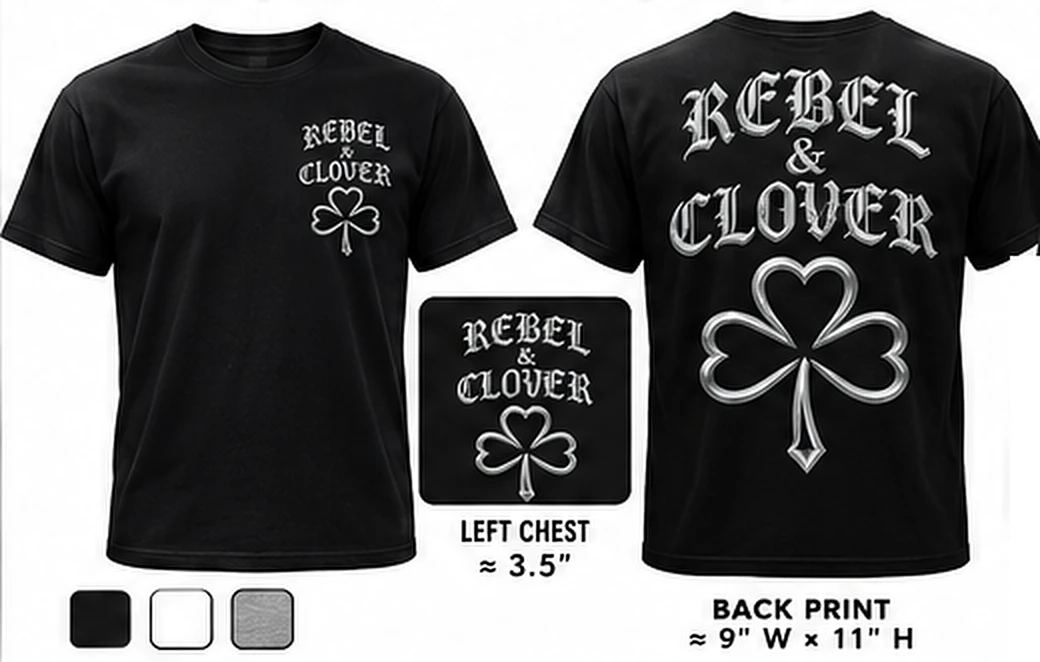 REBEL
&
CLOVER
REBEL
&
CLOVER
LEFT CHEST
≈ 3.5"
REBEL
&
CLOVER
BACK PRINT
≈ 9" W × 11" H